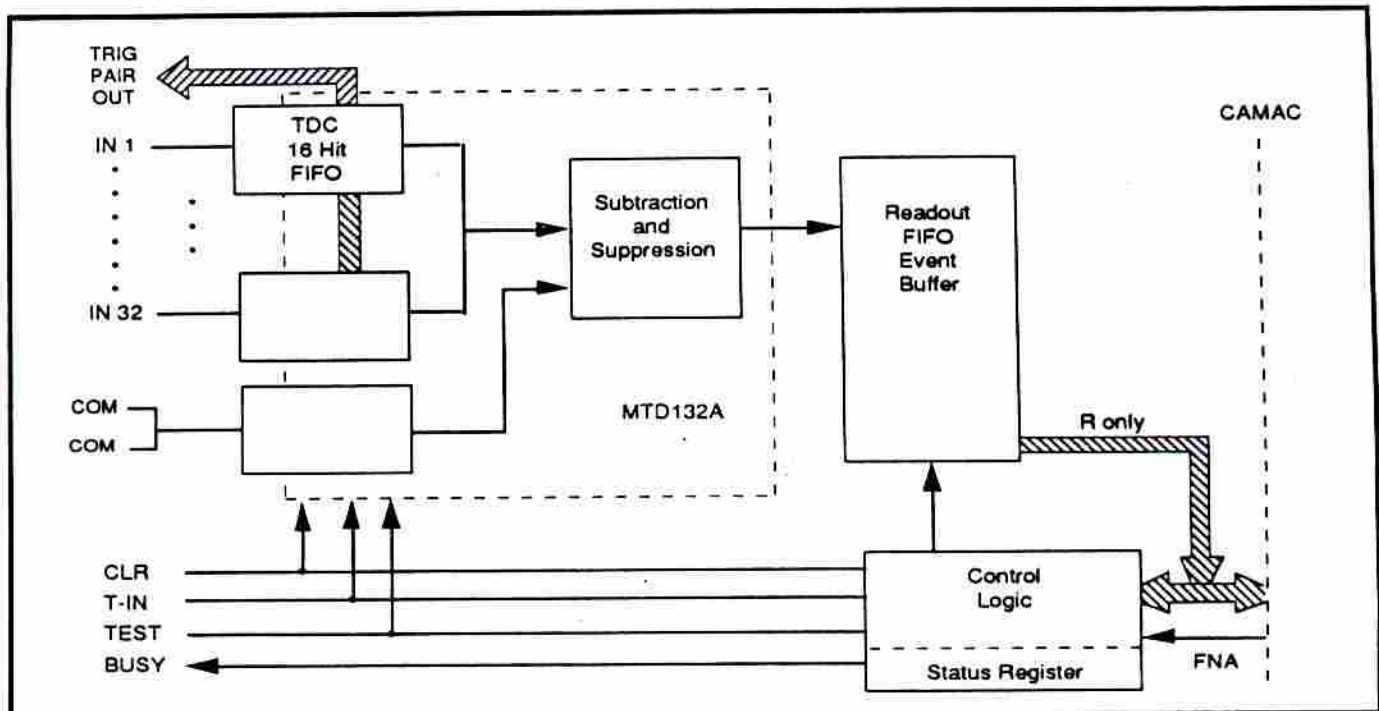 TRIG
PAIR
OUT
CAMAC
IN 1
TDC
16 Hit
FIFO
Subtraction
and
Suppression
Readout
FIFO
Event
Buffer
IN 32
COM
COM
MTD132A
R only
CLR
T-IN
TEST
BUSY
Control
Logic
FNA
Status Register